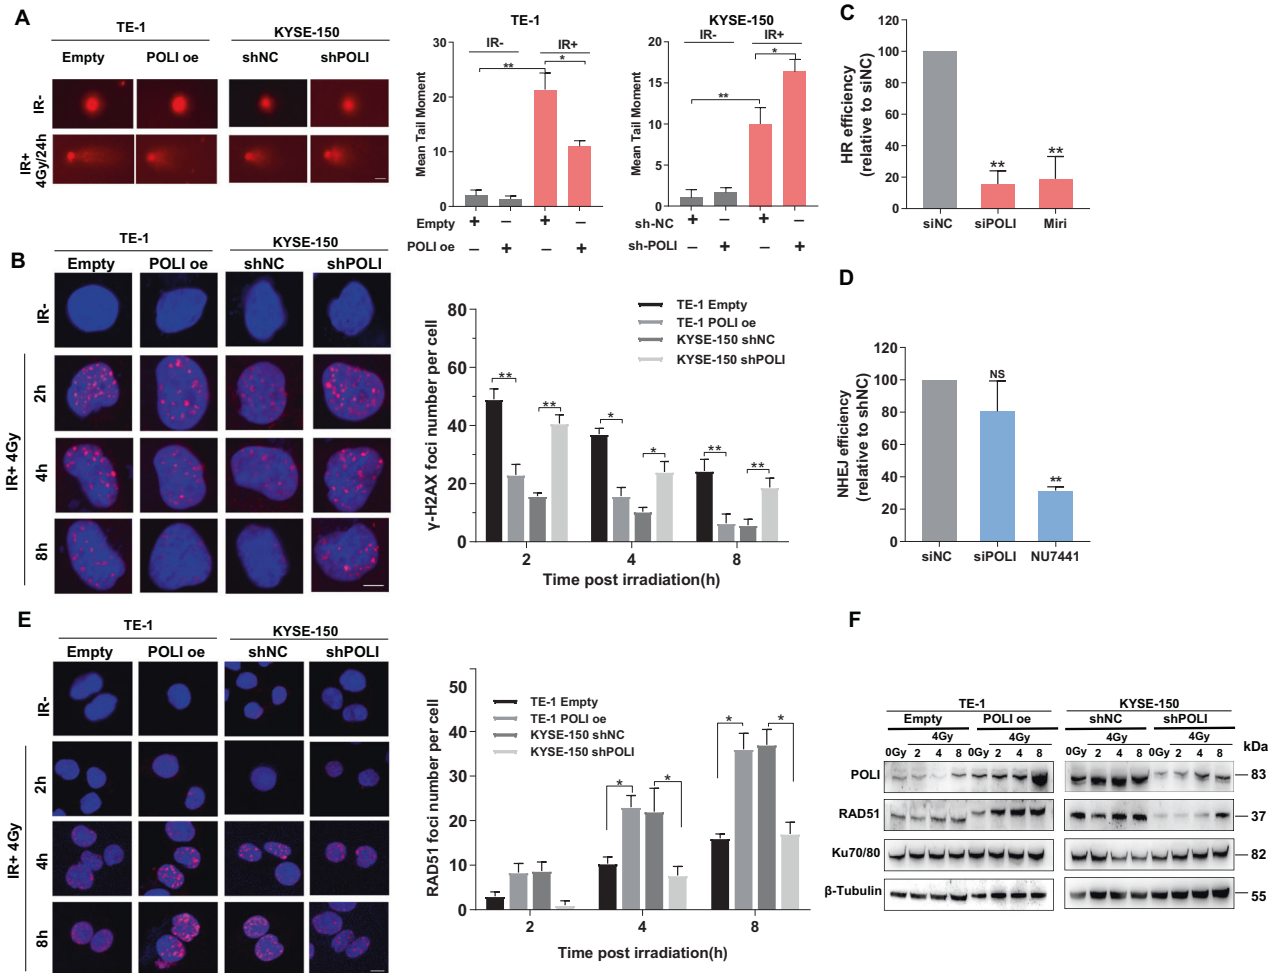 A
TE-1
KYSE-150
Empty
POLI oe
shNC
shPOLI
IR-
IR+
4Gy/24h
TE-1
Mean Tail Moment
30
20
10
0
IR-
IR+
**
*
Empty + – + –
POLI oe – + – +
KYSE-150
Mean Tail Moment
20
15
10
5
0
IR-
IR+
**
*
sh-NC + – + –
sh-POLI – + – +
C
HR efficiency
(relative to siNC)
120
100
80
60
40
20
0
**
**
siNC
siPOLI
Miri
B
TE-1
KYSE-150
Empty
POLI oe
shNC
shPOLI
IR-
IR+ 4Gy
2h
4h
8h
γ-H2AX foci number per cell
80
60
40
20
0
TE-1 Empty
TE-1 POLI oe
KYSE-150 shNC
KYSE-150 shPOLI
**
**
*
*
**
**
2
4
8
Time post irradiation(h)
D
NHEJ efficiency
(relative to shNC)
120
100
80
60
40
20
0
NS
**
siNC
siPOLI
NU7441
E
TE-1
KYSE-150
Empty
POLI oe
shNC
shPOLI
IR-
IR+ 4Gy
2h
4h
8h
RAD51 foci number per cell
50
40
30
20
10
0
TE-1 Empty
TE-1 POLI oe
KYSE-150 shNC
KYSE-150 shPOLI
*
*
*
*
2
4
8
Time post irradiation(h)
F
TE-1
KYSE-150
Empty
POLI oe
shNC
shPOLI
4Gy
4Gy
4Gy
4Gy
0Gy 2 4 8 0Gy 2 4 8
0Gy 2 4 8 0Gy 2 4 8
kDa
POLI
83
RAD51
37
Ku70/80
82
β-Tubulin
55